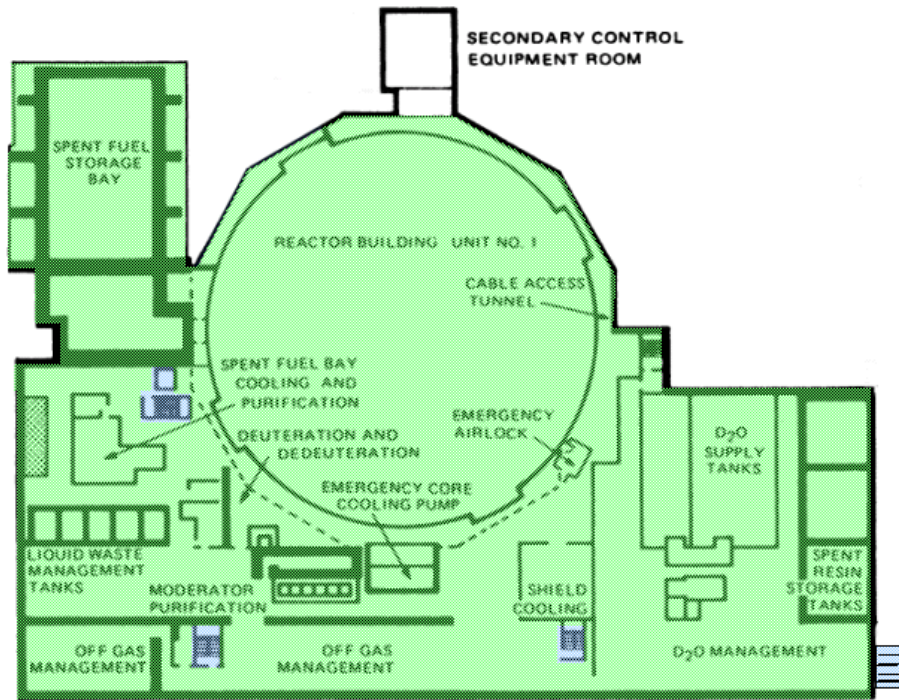 SECONDARY CONTROL
EQUIPMENT ROOM
SPENT FUEL
STORAGE
BAY
REACTOR BUILDING UNIT NO. 1
CABLE ACCESS
TUNNEL
SPENT FUEL BAY
COOLING AND
PURIFICATION
EMERGENCY
AIRLOCK
D2O
SUPPLY
TANKS
DEUTERATION AND
DEDEUTERATION
EMERGENCY CORE
COOLING PUMP
LIQUID WASTE
MANAGEMENT
TANKS
MODERATOR
PURIFICATION
SHIELD
COOLING
SPENT
RESIN
STORAGE
TANKS
OFF GAS
MANAGEMENT
OFF GAS
MANAGEMENT
D2O MANAGEMENT